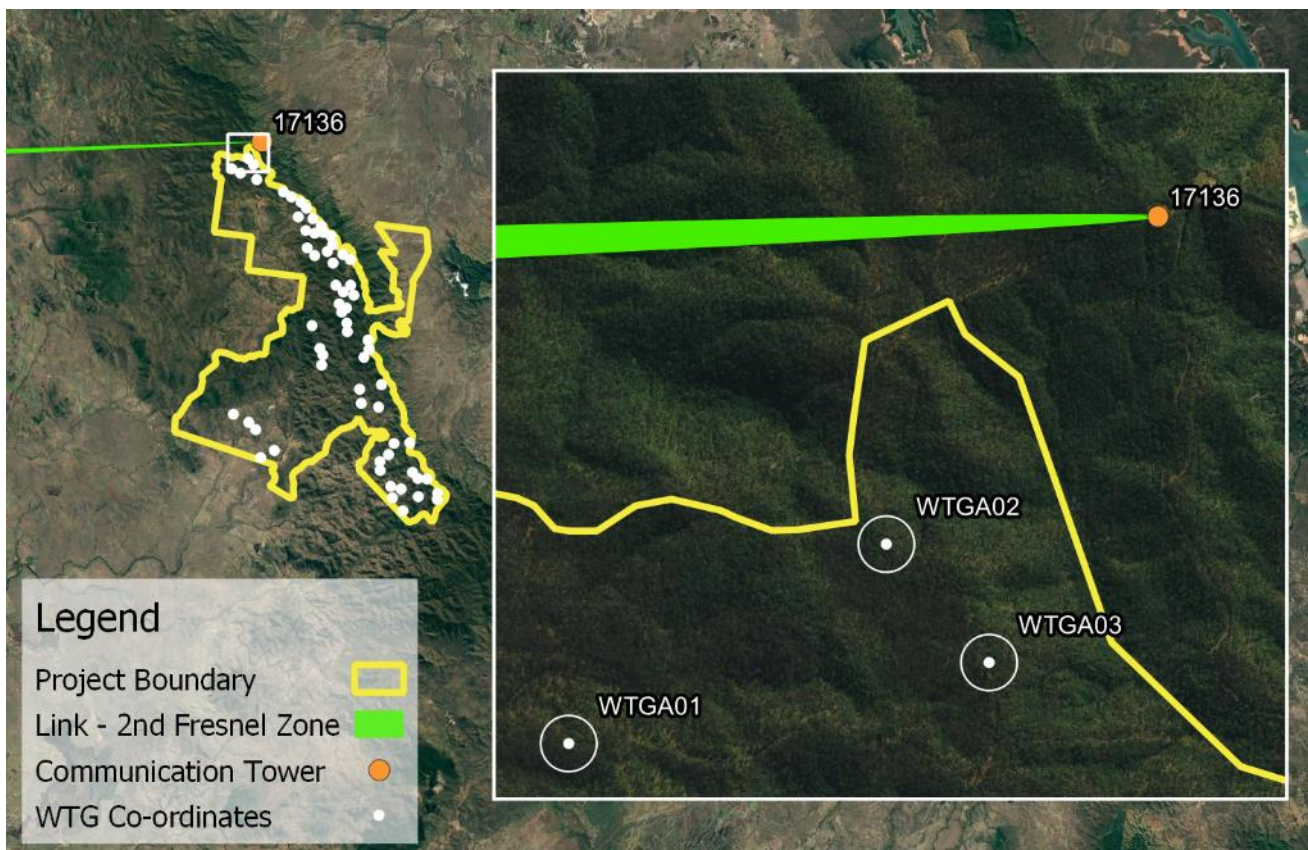 17136
17136
WTGA02
WTGA03
WTGA01
Legend
Project Boundary
Link - 2nd Fresnel Zone
Communication Tower
WTG Co-ordinates